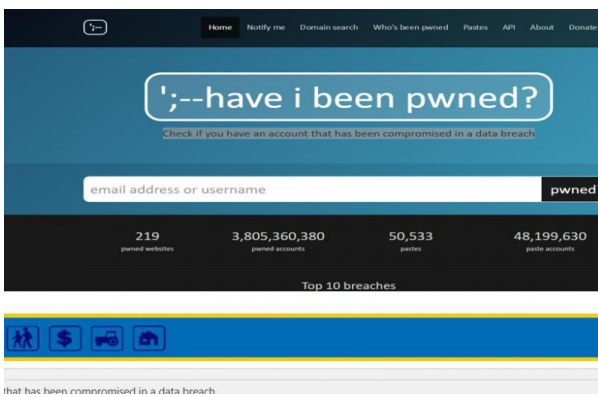 ';--
Home Notify me Domain search Who's been pwned Pastes API About Donate
';--have i been pwned?
Check if you have an account that has been compromised in a data breach
email address or username pwned?
219 3,805,360,380 50,533 48,199,630
pwned websites pwned accounts pastes paste accounts
Top 10 breaches
$
that has been compromised in a data breach